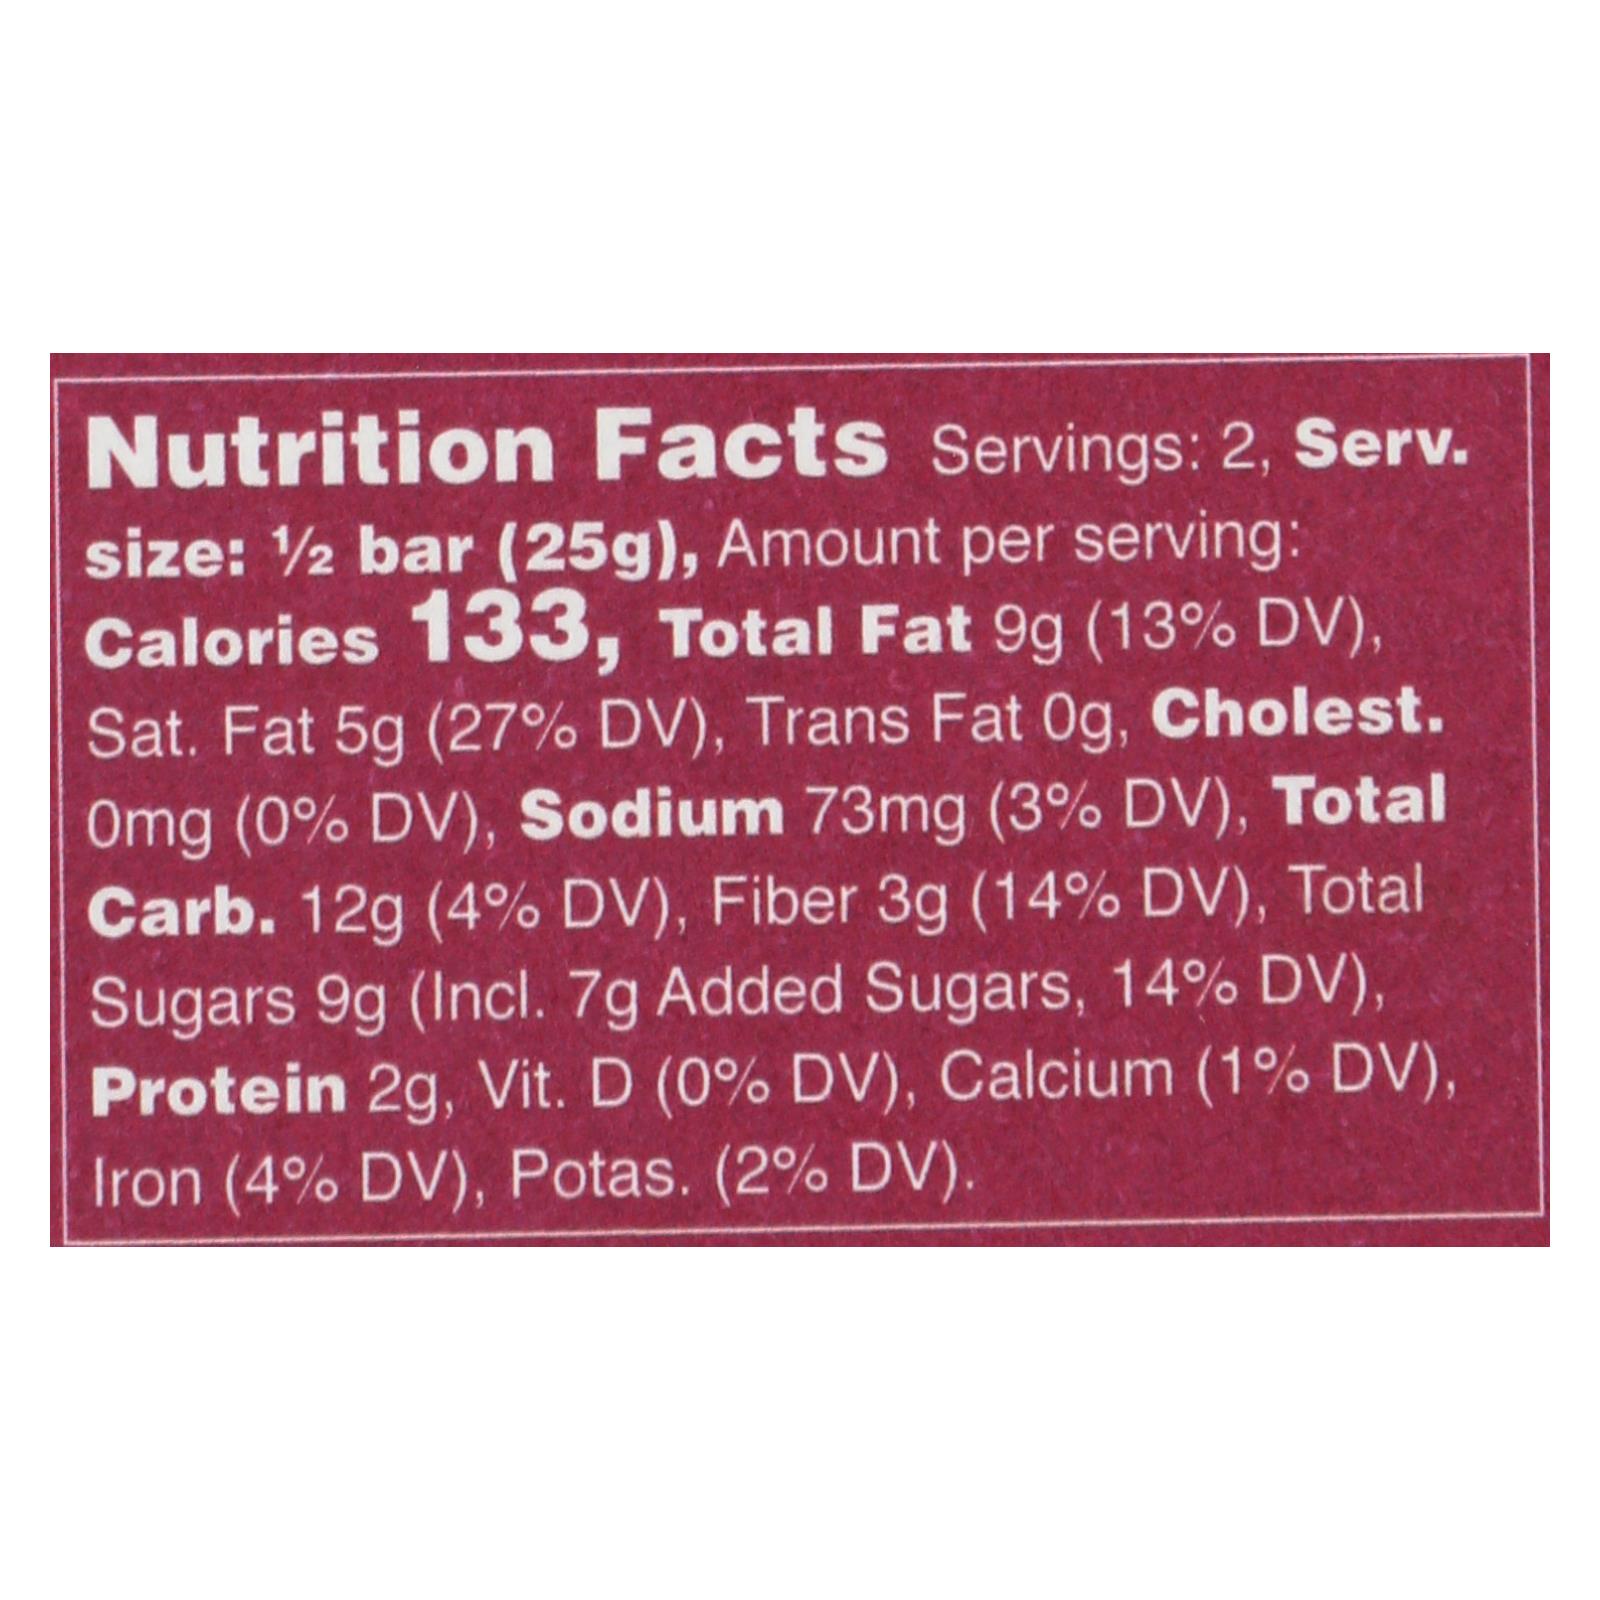 Nutrition Facts Servings: 2, Serv.
size: ½ bar (25g), Amount per serving:
Calories 133, Total Fat 9g (13% DV),
Sat. Fat 5g (27% DV), Trans Fat 0g, Cholest.
0mg (0% DV), Sodium 73mg (3% DV), Total
Carb. 12g (4% DV), Fiber 3g (14% DV), Total
Sugars 9g (Incl. 7g Added Sugars, 14% DV),
Protein 2g, Vit. D (0% DV), Calcium (1% DV),
Iron (4% DV), Potas. (2% DV).